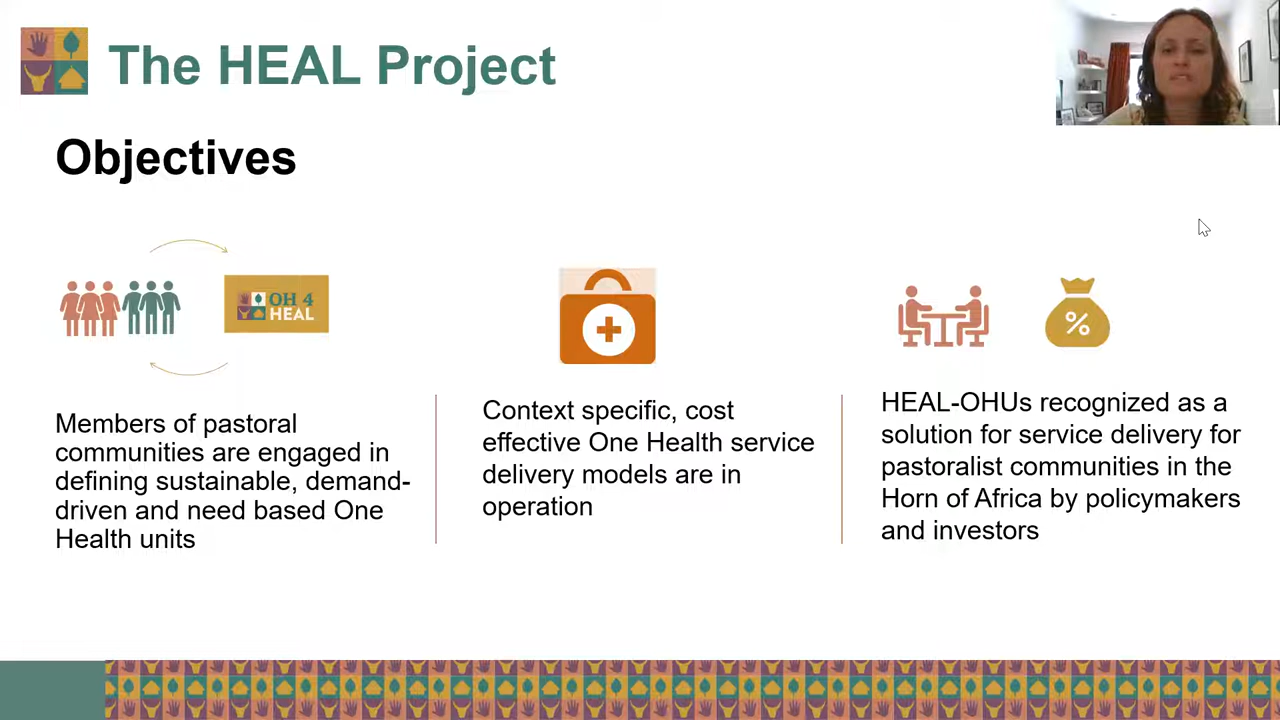 The HEAL Project
Objectives
OH 4
HEAL
%
Members of pastoral
communities are engaged in
defining sustainable, demand-
driven and need based One
Health units
Context specific, cost
effective One Health service
delivery models are in
operation
HEAL-OHUs recognized as a
solution for service delivery for
pastoralist communities in the
Horn of Africa by policymakers
and investors